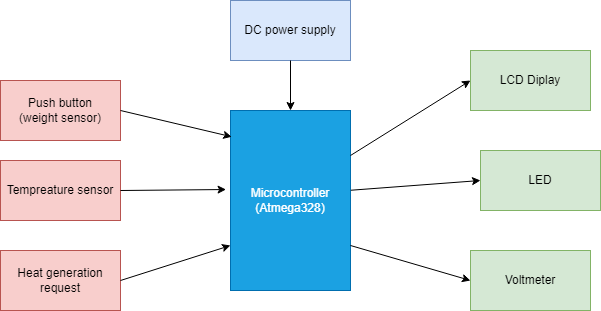 DC power supply
Push button
(weight sensor)
Tempreature sensor
Heat generation
request
Microcontroller
(Atmega328)
LCD Diplay
LED
Voltmeter